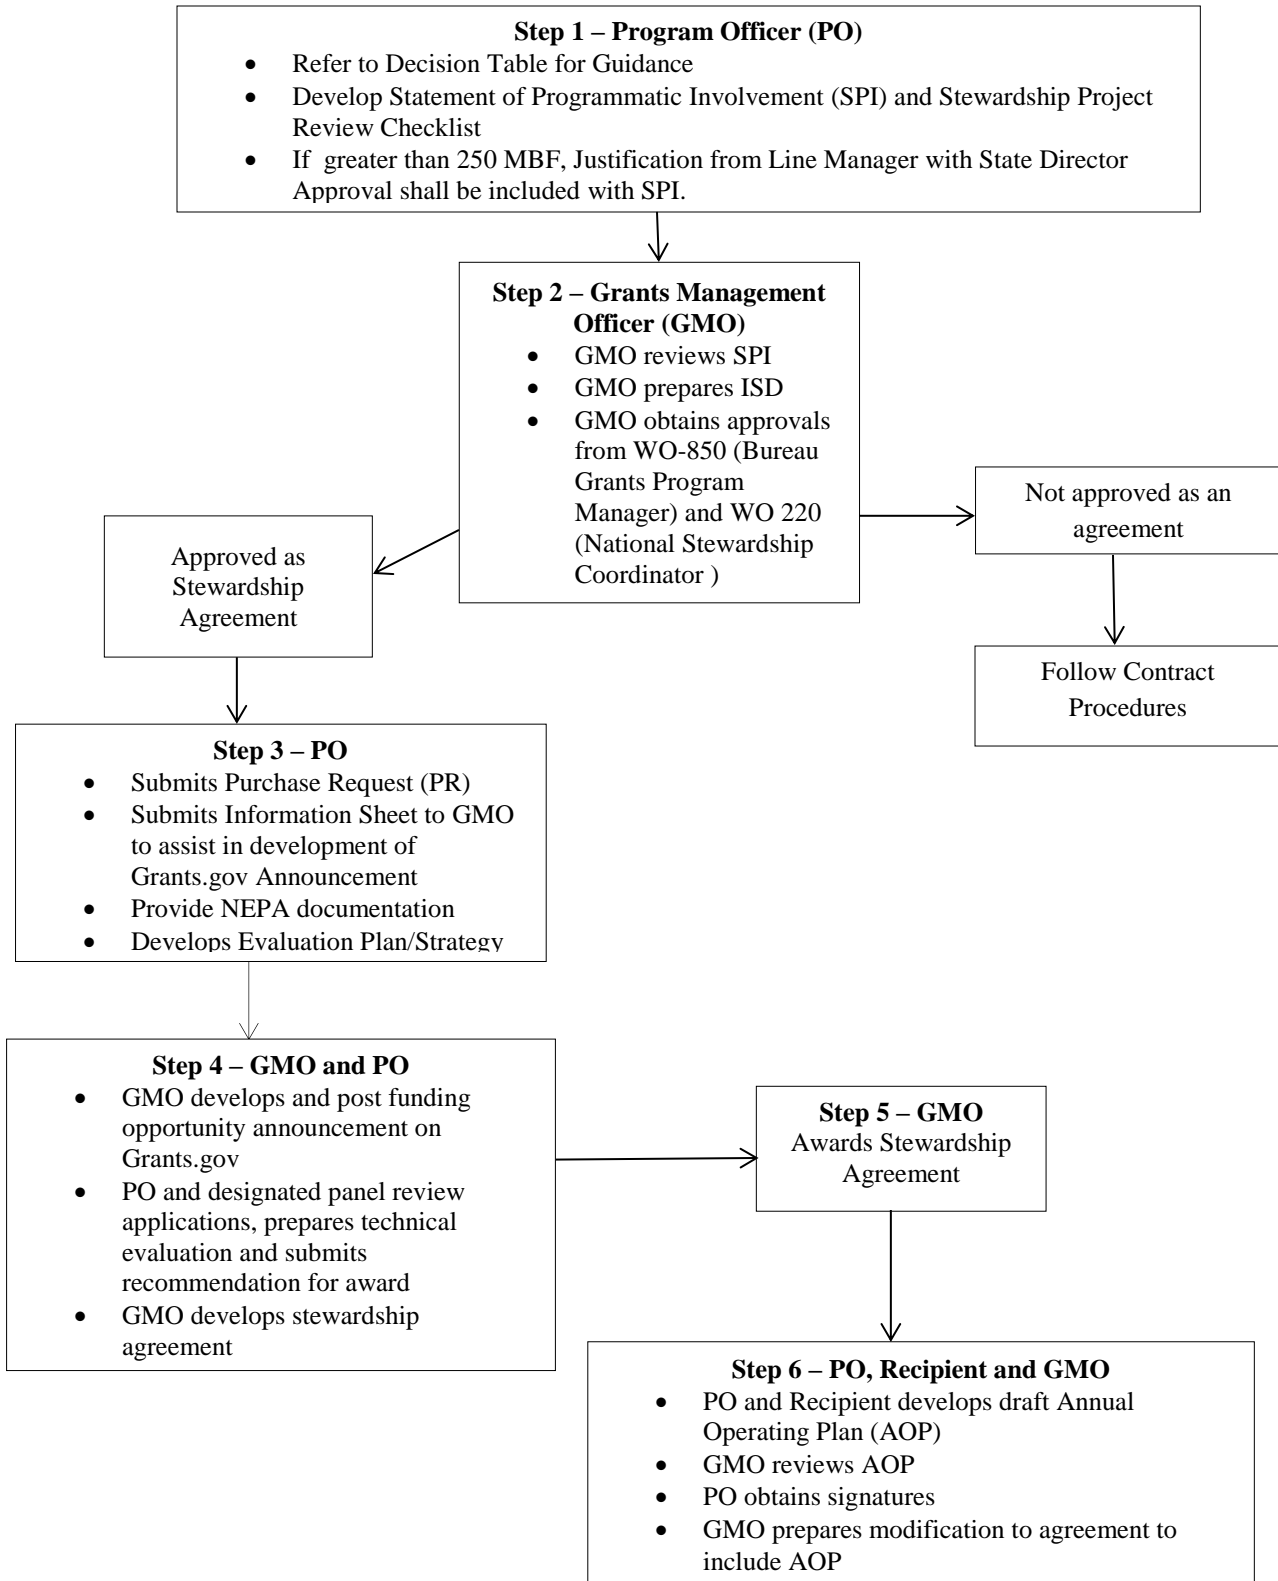 Step 1 – Program Officer (PO)
• Refer to Decision Table for Guidance
• Develop Statement of Programmatic Involvement (SPI) and Stewardship Project
Review Checklist
• If  greater than 250 MBF, Justification from Line Manager with State Director
Approval shall be included with SPI.
Step 2 – Grants Management
Officer (GMO)
• GMO reviews SPI
• GMO prepares ISD
• GMO obtains approvals
from WO-850 (Bureau
Grants Program
Manager) and WO 220
(National Stewardship
Coordinator )
Not approved as an
agreement
Approved as
Stewardship
Agreement
Follow Contract
Procedures
Step 3 – PO
• Submits Purchase Request (PR)
• Submits Information Sheet to GMO
to assist in development of
Grants.gov Announcement
• Provide NEPA documentation
• Develops Evaluation Plan/Strategy
Step 4 – GMO and PO
• GMO develops and post funding
opportunity announcement on
Grants.gov
• PO and designated panel review
applications, prepares technical
evaluation and submits
recommendation for award
• GMO develops stewardship
agreement
Step 5 – GMO
Awards Stewardship
Agreement
Step 6 – PO, Recipient and GMO
• PO and Recipient develops draft Annual
Operating Plan (AOP)
• GMO reviews AOP
• PO obtains signatures
• GMO prepares modification to agreement to
include AOP